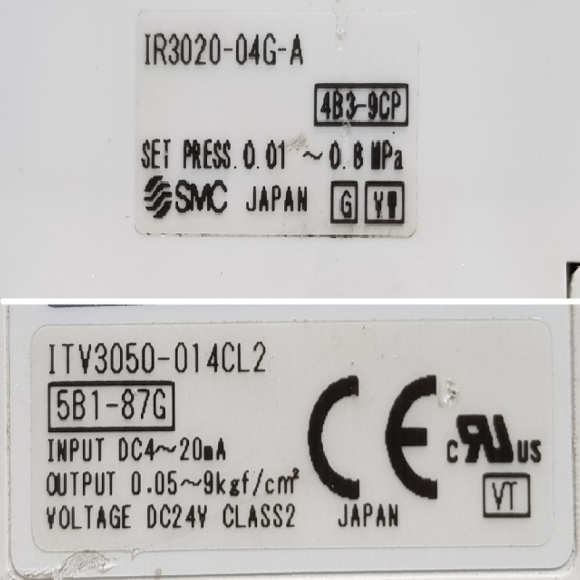 IR3020-04G-A
4B3-9CP
SET PRESS. 0.01 ~ 0.8 MPa
SMC JAPAN G
ITV3050-014CL2
5B1-87G
INPUT DC4~20mA
OUTPUT 0.05~9kgf/cm²
VOLTAGE DC24V CLASS2
CE
JAPAN
c RU US
VT